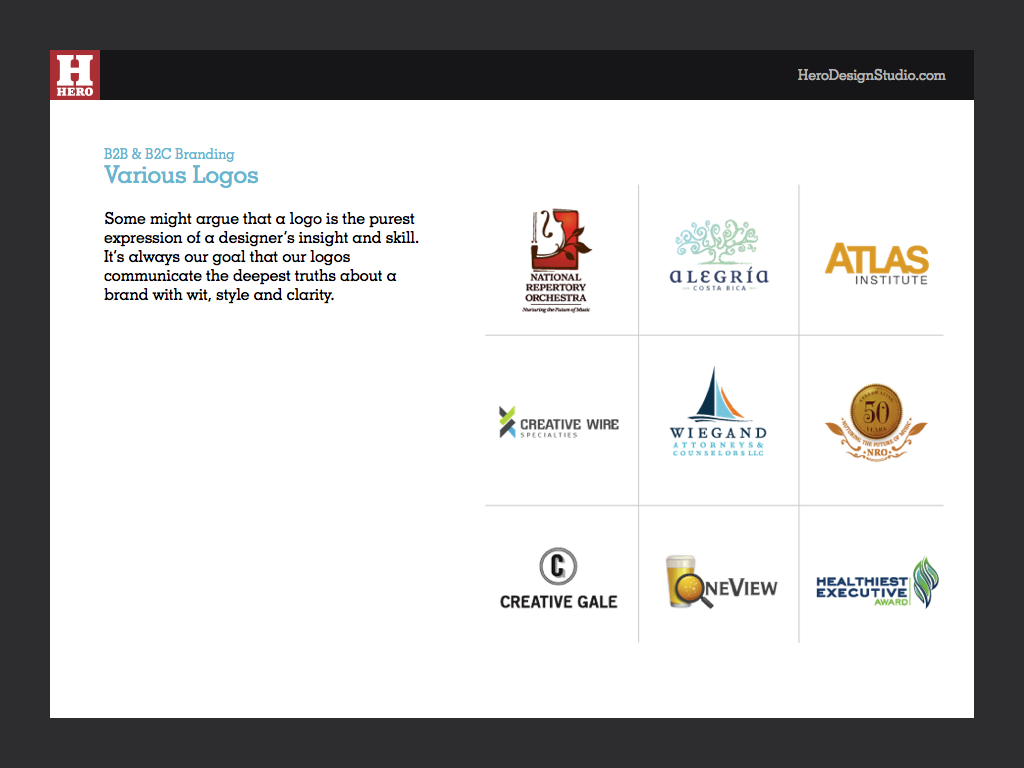 H
HERO
HeroDesignStudio.com
B2B & B2C Branding
Various Logos
Some might argue that a logo is the purest
expression of a designer's insight and skill.
It's always our goal that our logos
communicate the deepest truths about a
brand with wit, style and clarity.
NATIONAL
REPERTORY
ORCHESTRA
Nurturing the Future of Music
ALEGRÍA
COSTA RICA
ATLAS
INSTITUTE
CREATIVE WIRE
SPECIALTIES
WIEGAND
ATTORNEYS &
COUNSELORS LLC
CELEBRATING
50
YEARS
NURTURING THE FUTURE OF MUSIC
NRO
C
CREATIVE GALE
ONEVIEW
HEALTHIEST
EXECUTIVE
AWARD